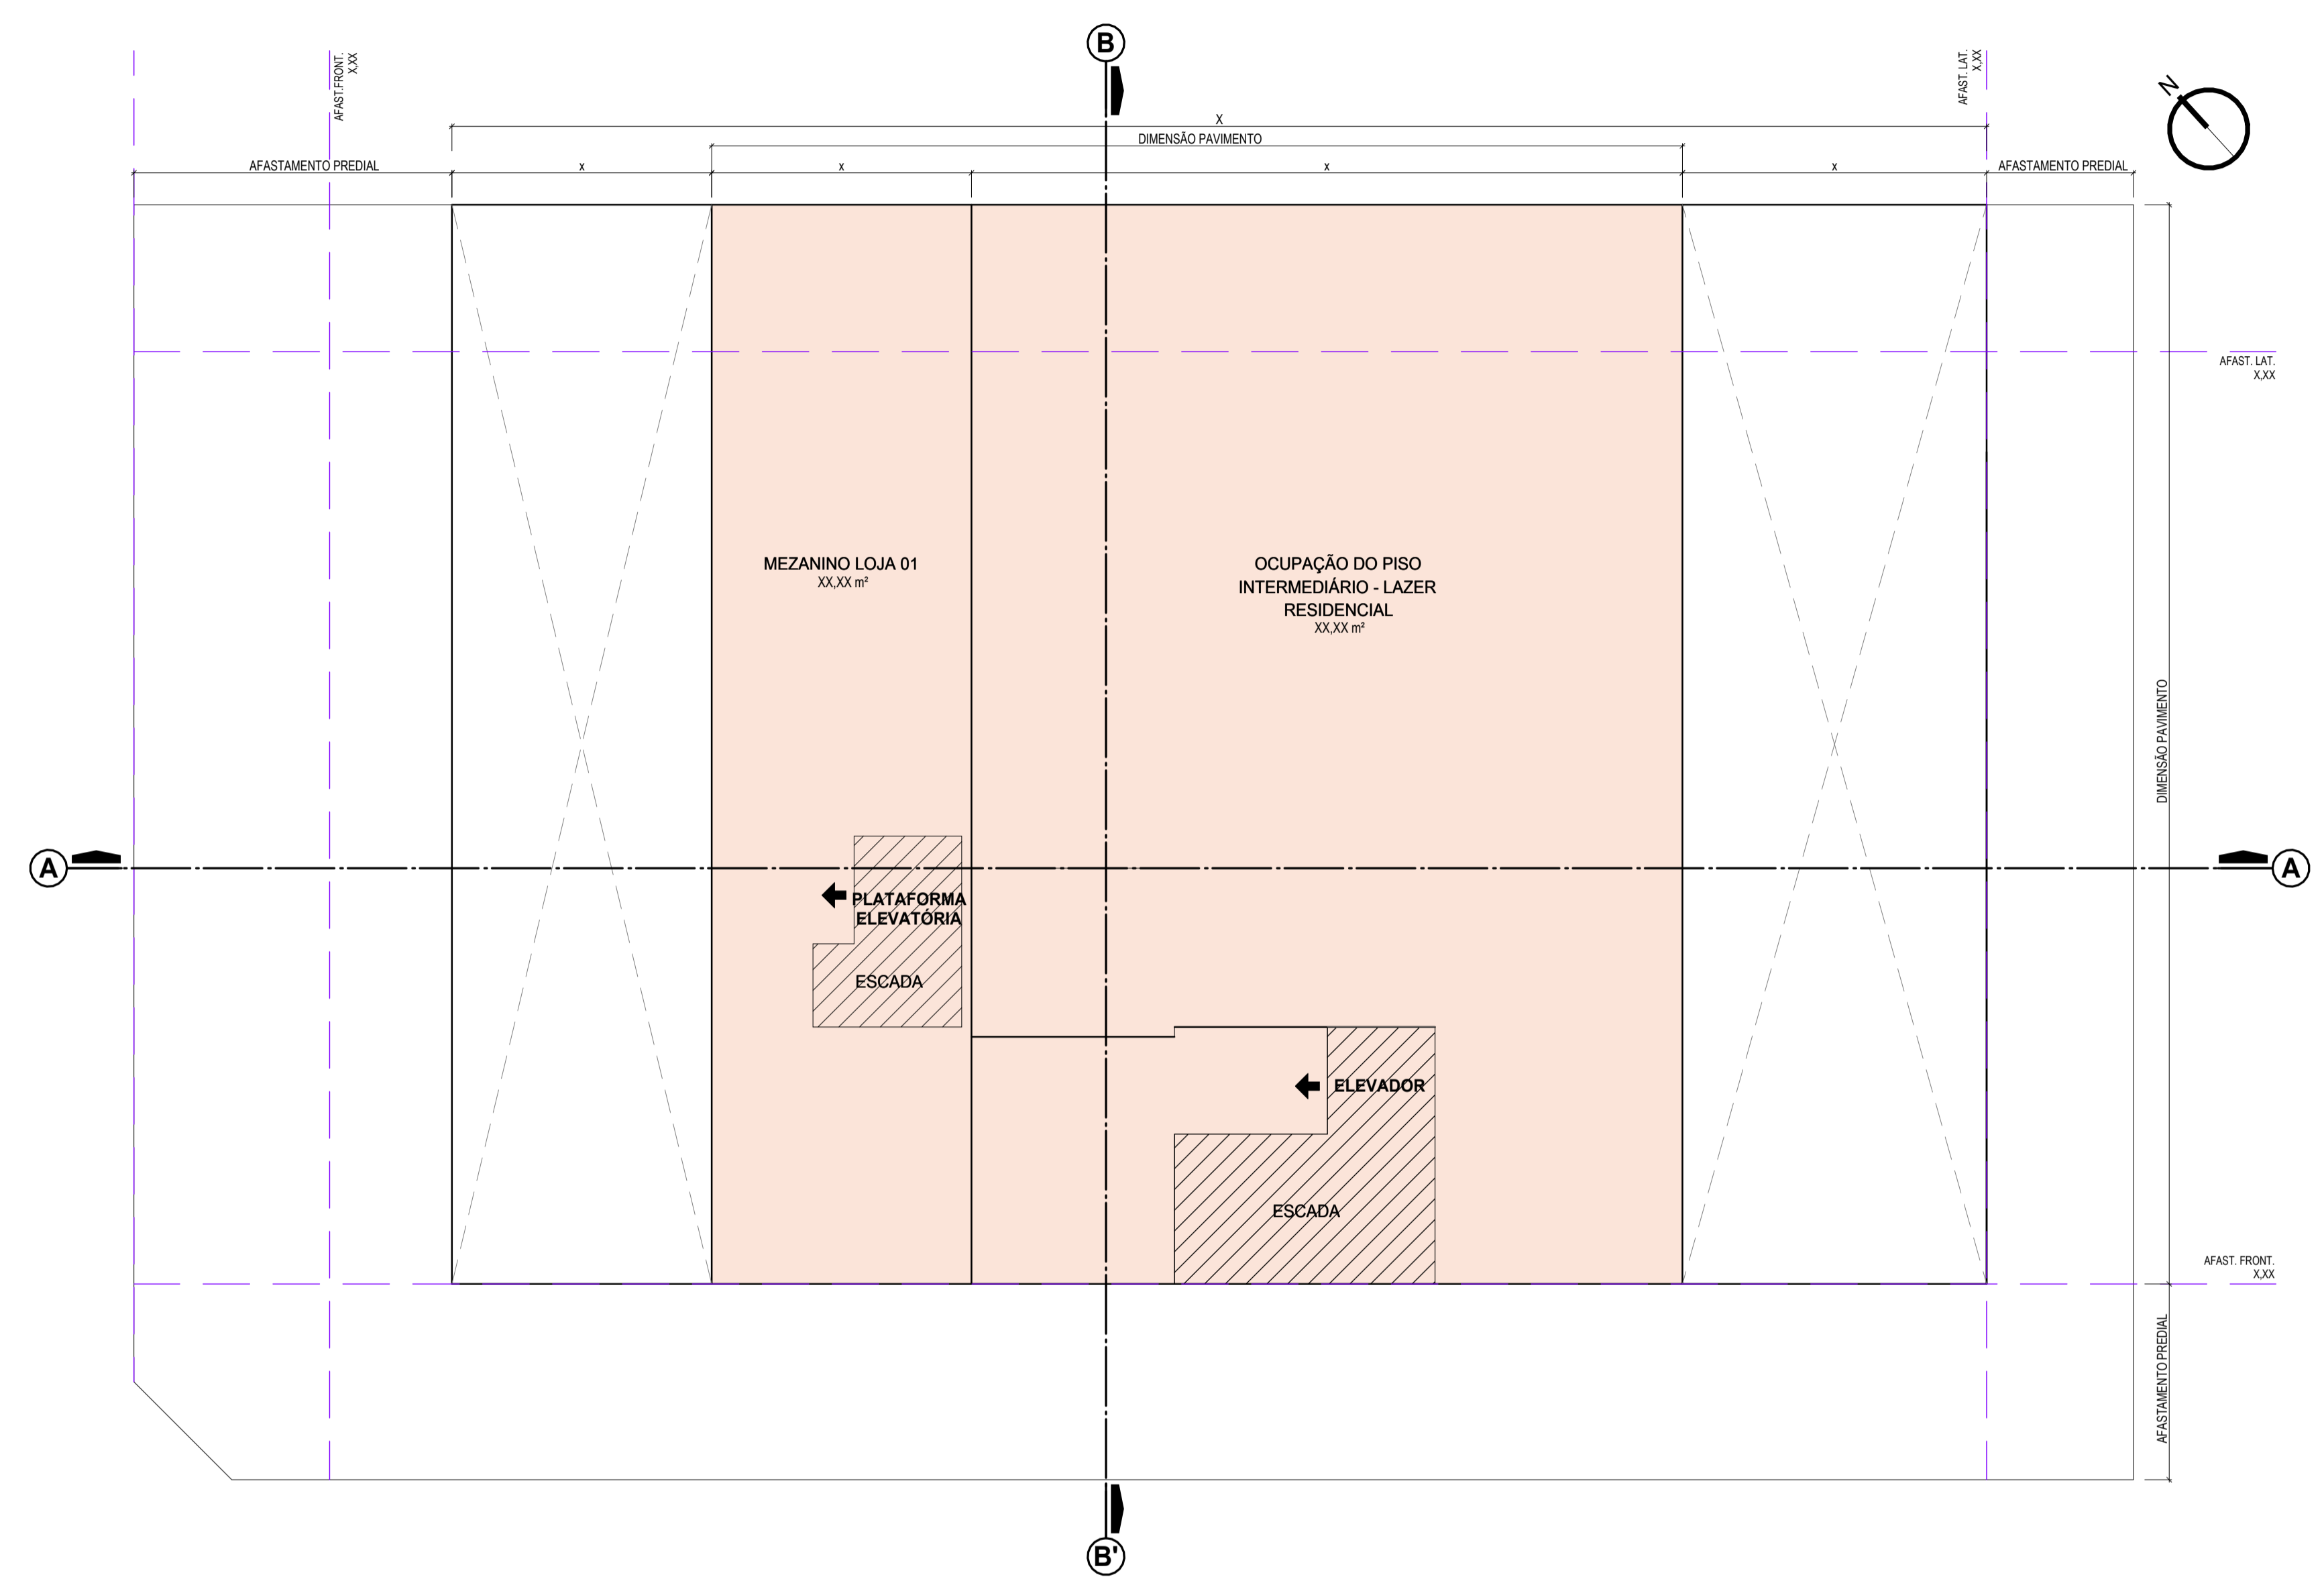 B
AFAST.FRONT.
X,XX
AFAST. LAT.
X,XX
N
X
DIMENSÃO PAVIMENTO
AFASTAMENTO PREDIAL
x
x
x
x
AFASTAMENTO PREDIAL
AFAST. LAT.
X,XX
MEZANINO LOJA 01
XX,XX m²
OCUPAÇÃO DO PISO
INTERMEDIÁRIO - LAZER
RESIDENCIAL
XX,XX m²
DIMENSÃO PAVIMENTO
A
A
PLATAFORMA
ELEVATÓRIA
ESCADA
ELEVADOR
ESCADA
AFAST. FRONT.
X,XX
AFASTAMENTO PREDIAL
B'